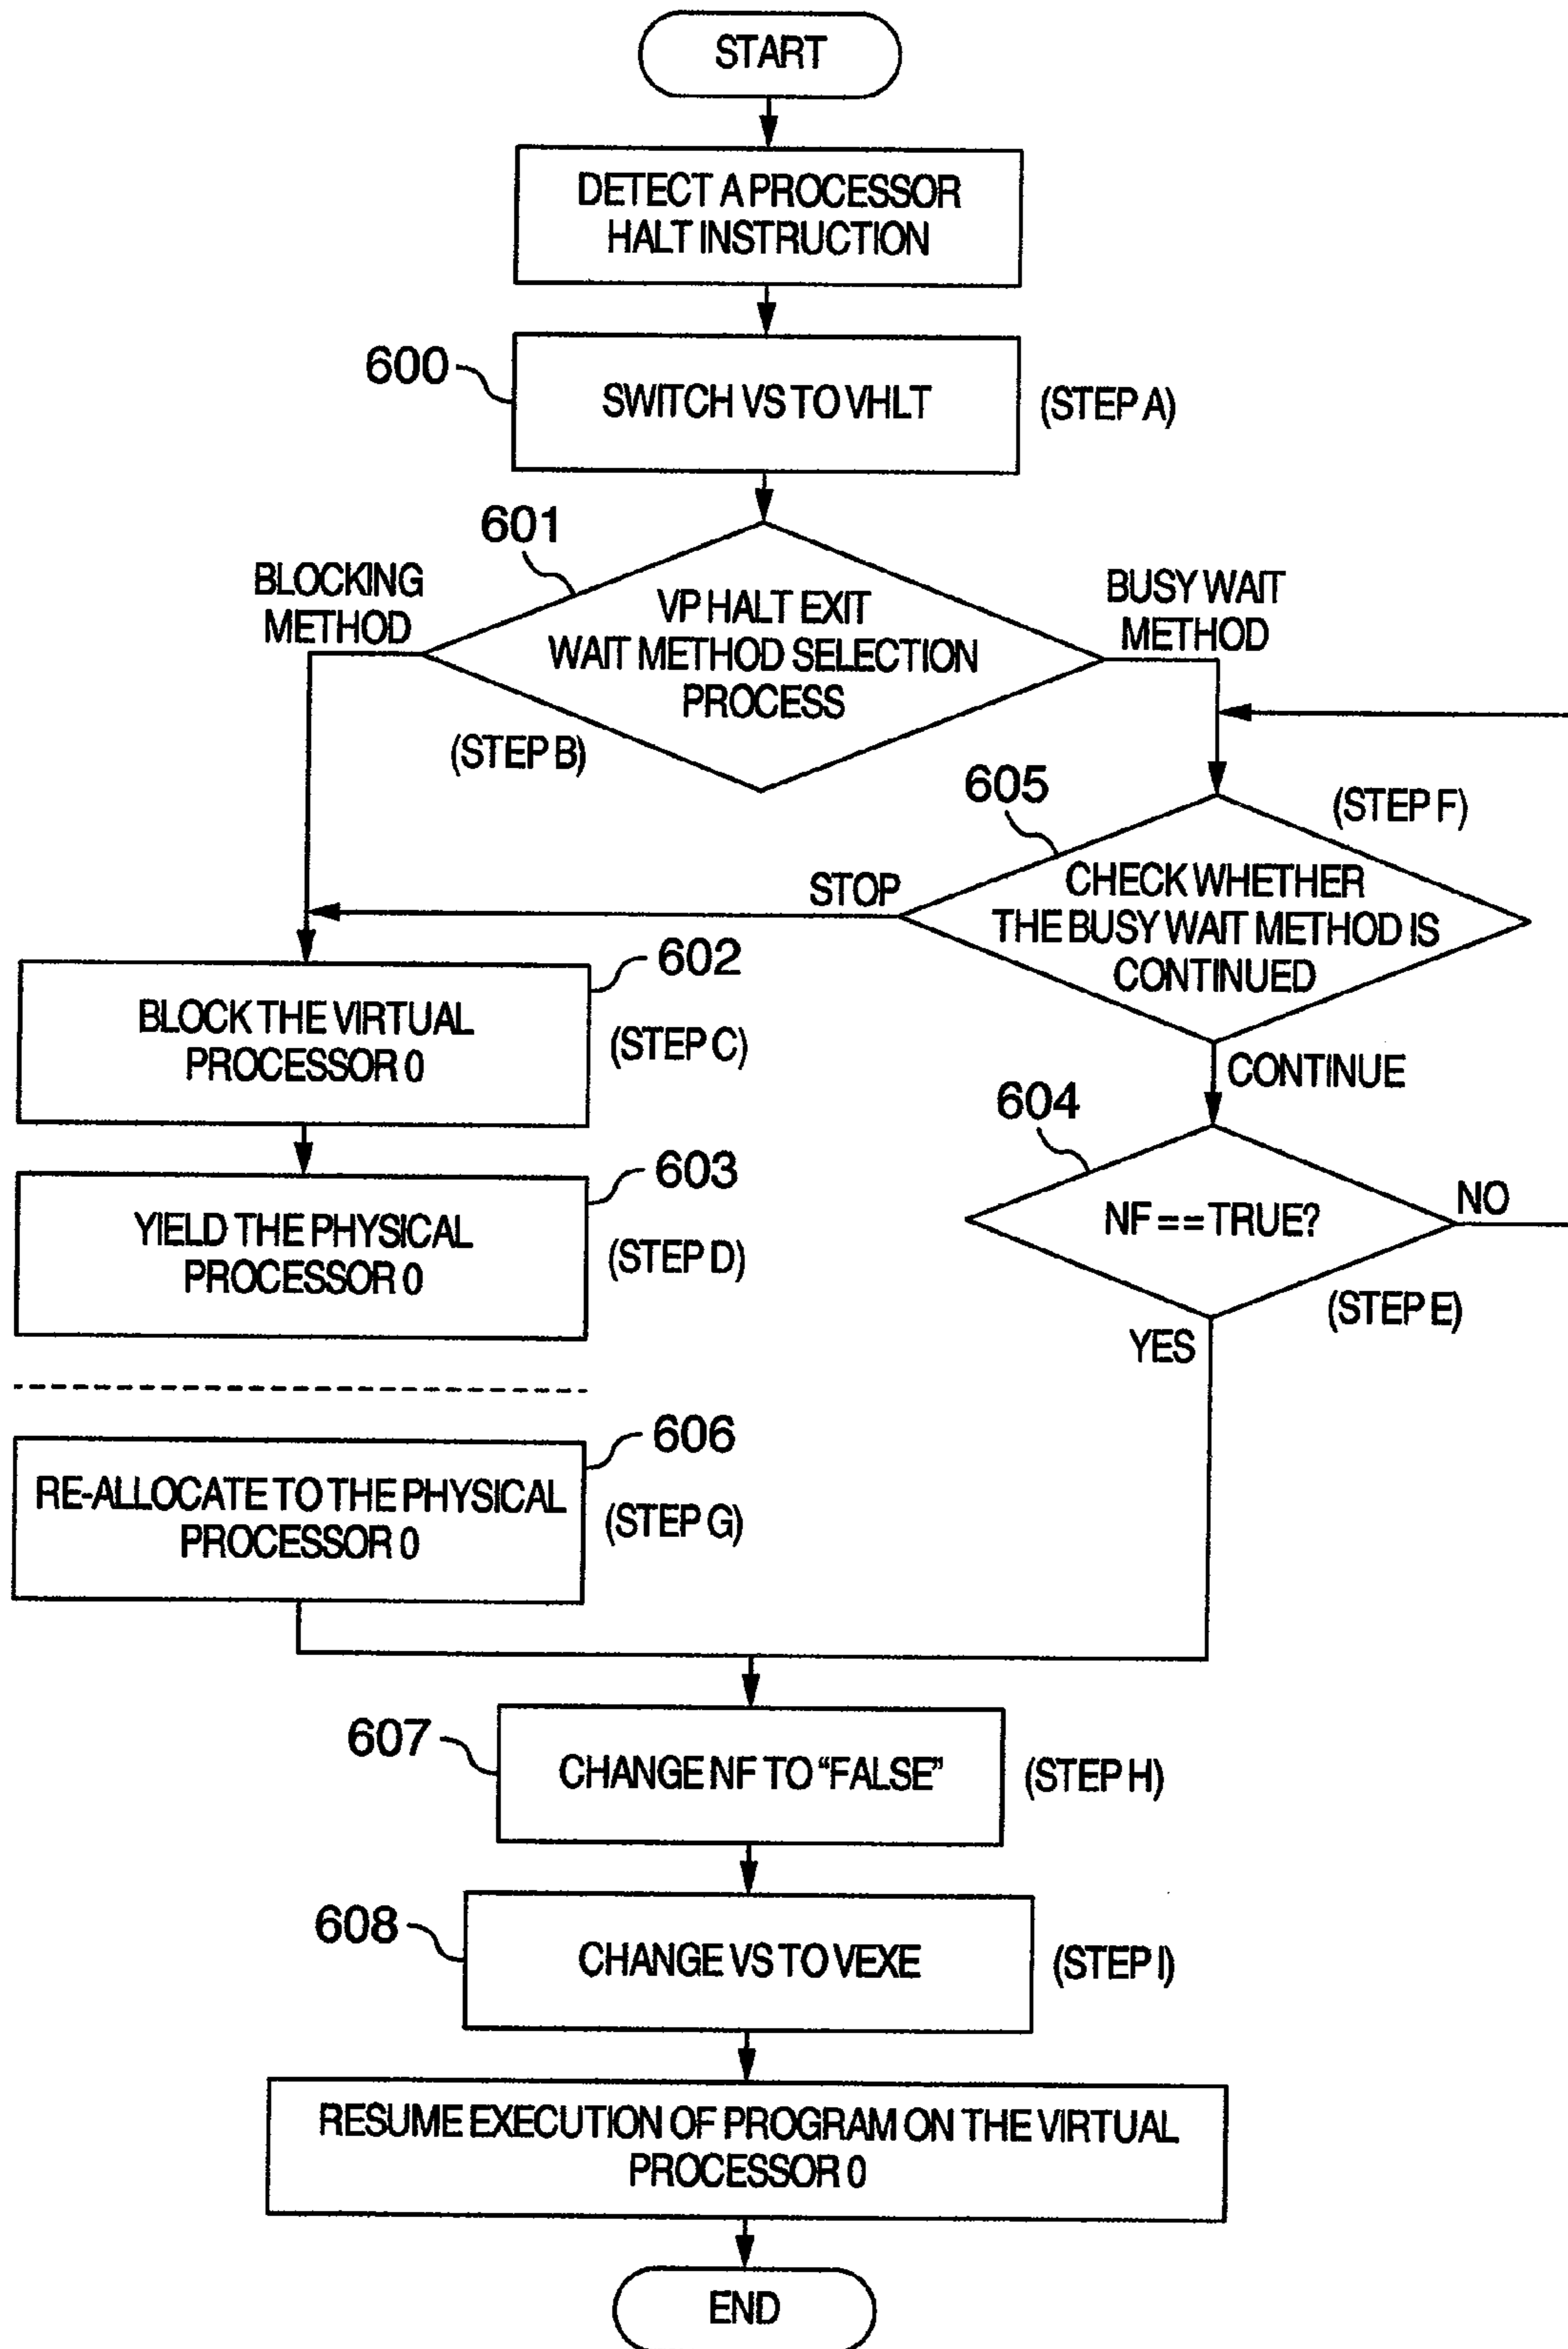 START
DETECT A PROCESSOR
HALT INSTRUCTION
600
SWITCH VS TO VHLT
(STEP A)
601
BLOCKING
METHOD
VP HALT EXIT
WAIT METHOD SELECTION
PROCESS
BUSY WAIT
METHOD
(STEP B)
605
(STEP F)
STOP
CHECK WHETHER
THE BUSY WAIT METHOD IS
CONTINUED
602
BLOCK THE VIRTUAL
PROCESSOR 0
(STEP C)
CONTINUE
604
603
YIELD THE PHYSICAL
PROCESSOR 0
(STEP D)
NF == TRUE?
NO
(STEP E)
YES
606
RE-ALLOCATE TO THE PHYSICAL
PROCESSOR 0
(STEP G)
607
CHANGE NF TO “FALSE”
(STEP H)
608
CHANGE VS TO VEXE
(STEP I)
RESUME EXECUTION OF PROGRAM ON THE VIRTUAL
PROCESSOR 0
END